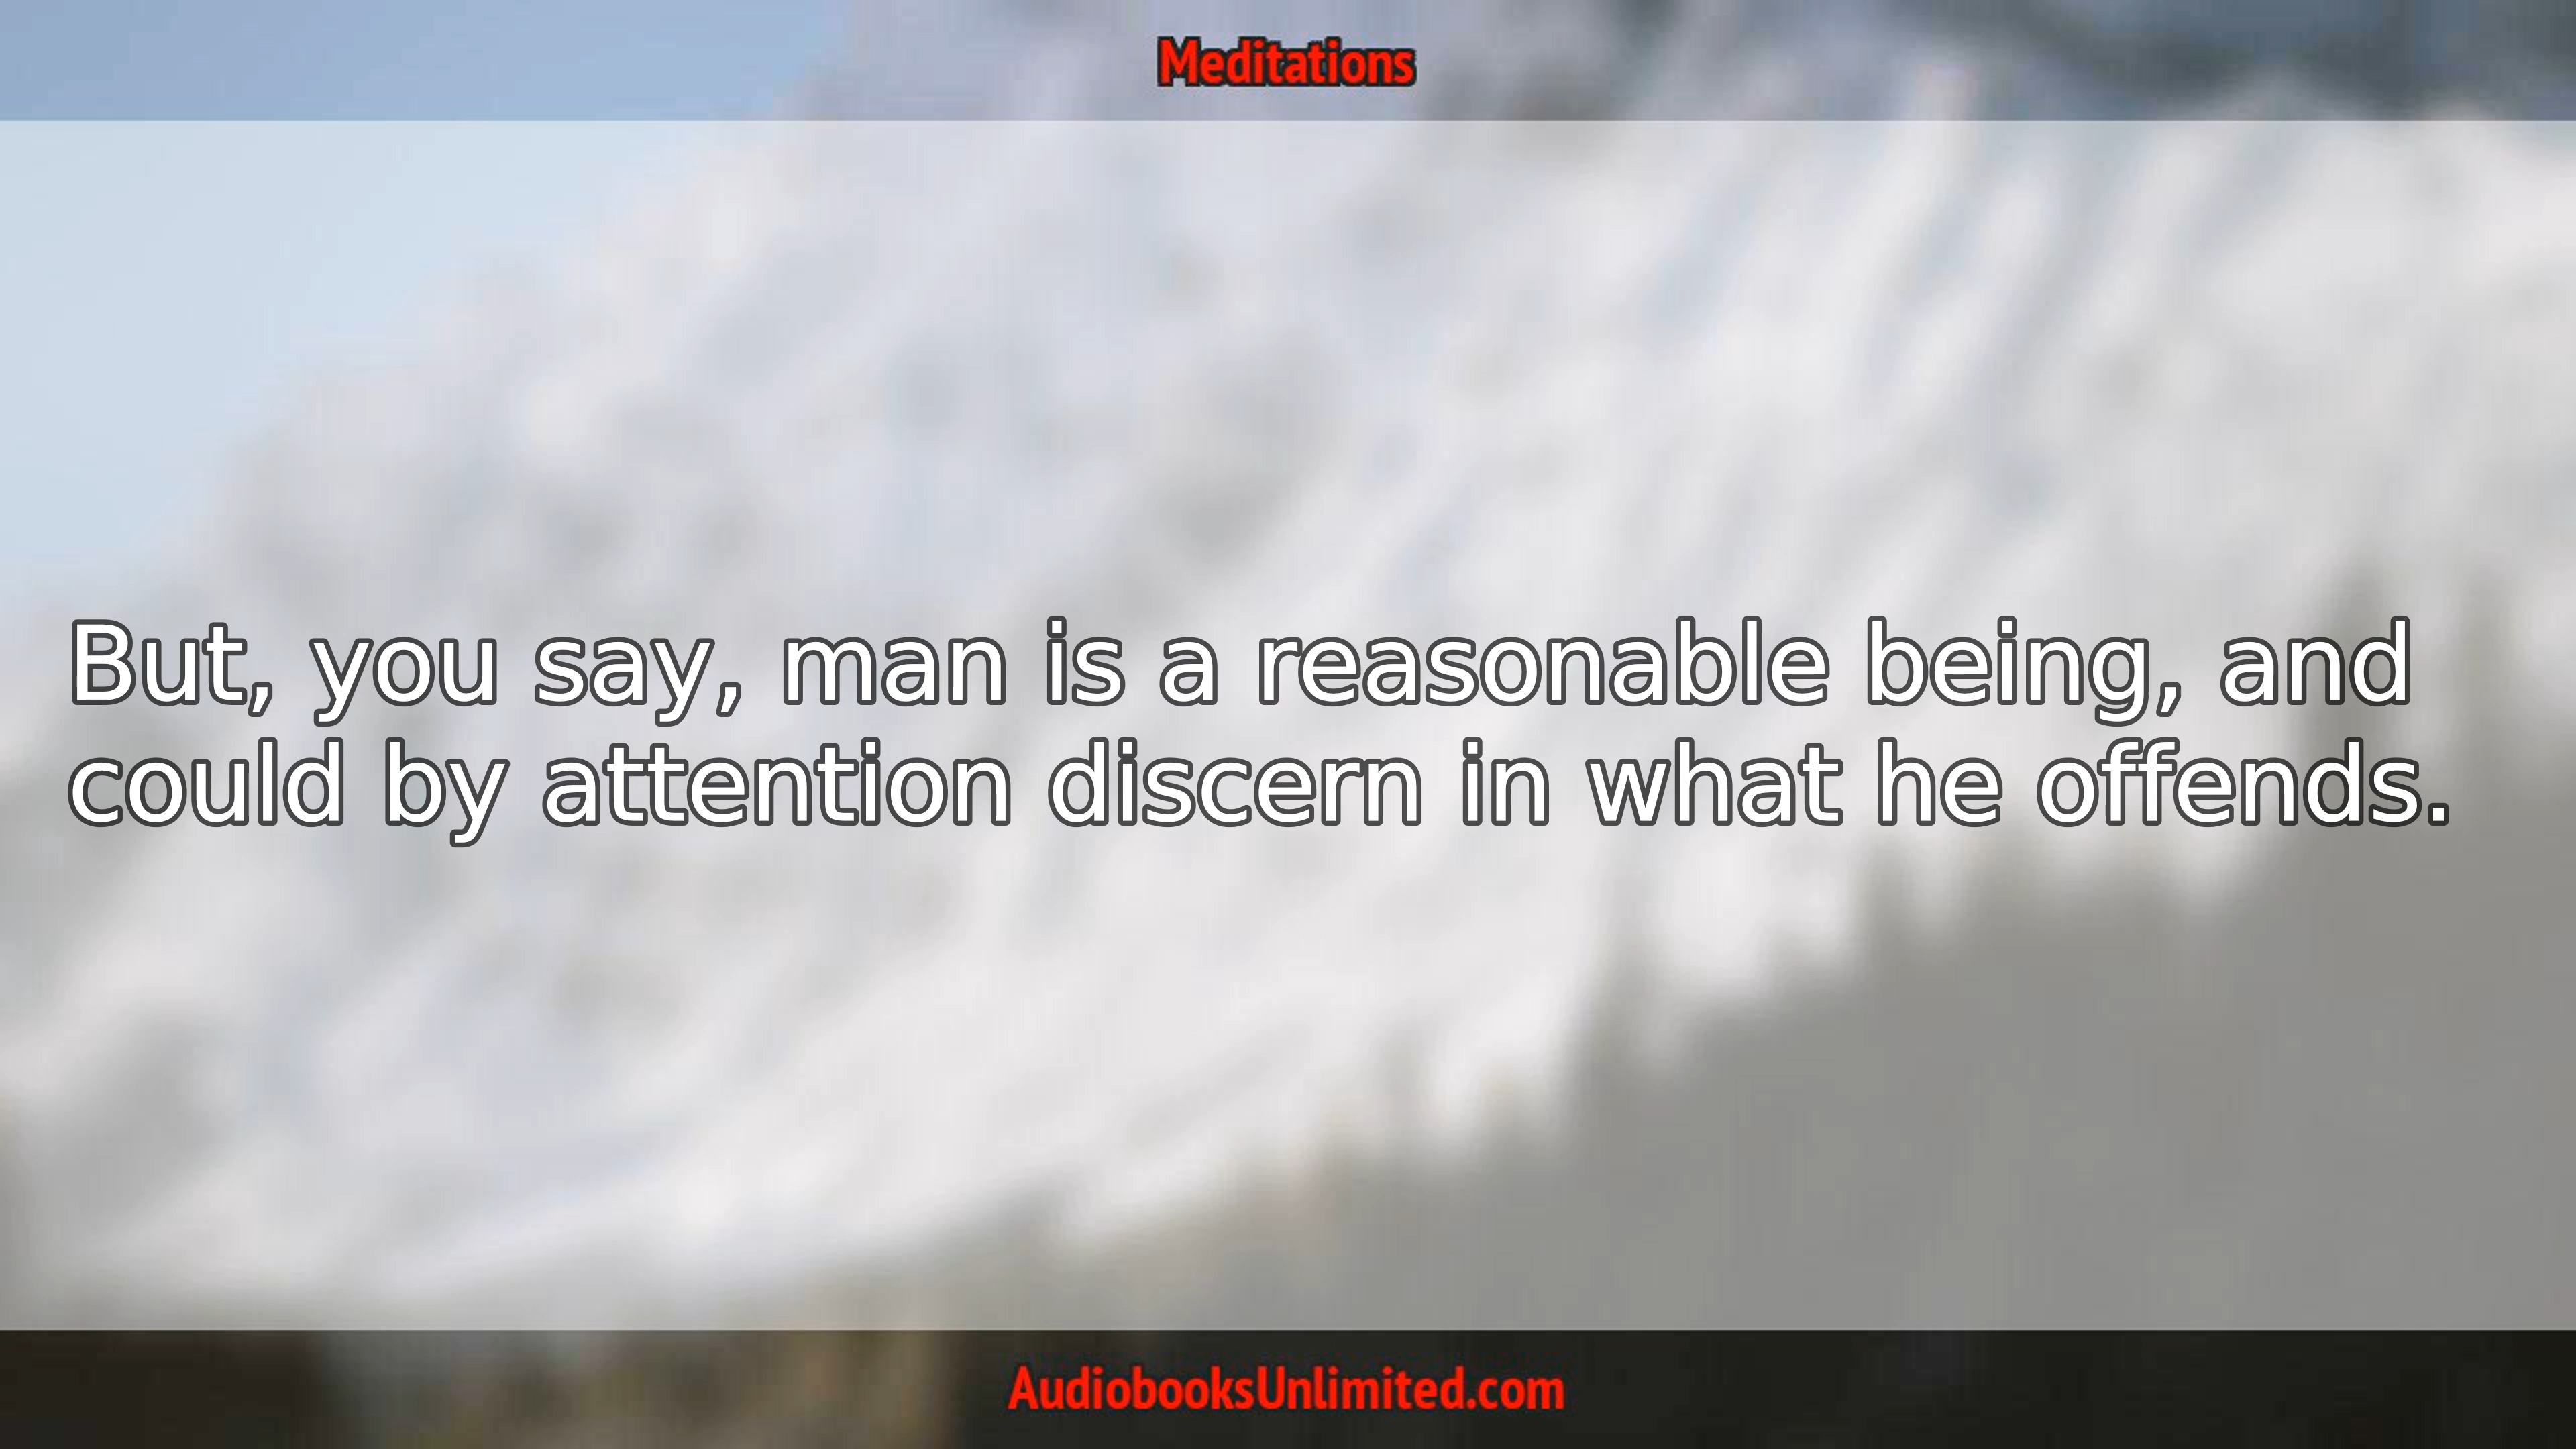 Meditations
But, you say, man is a reasonable being, and
could by attention discern in what he offends.
AudiobooksUnlimited.com